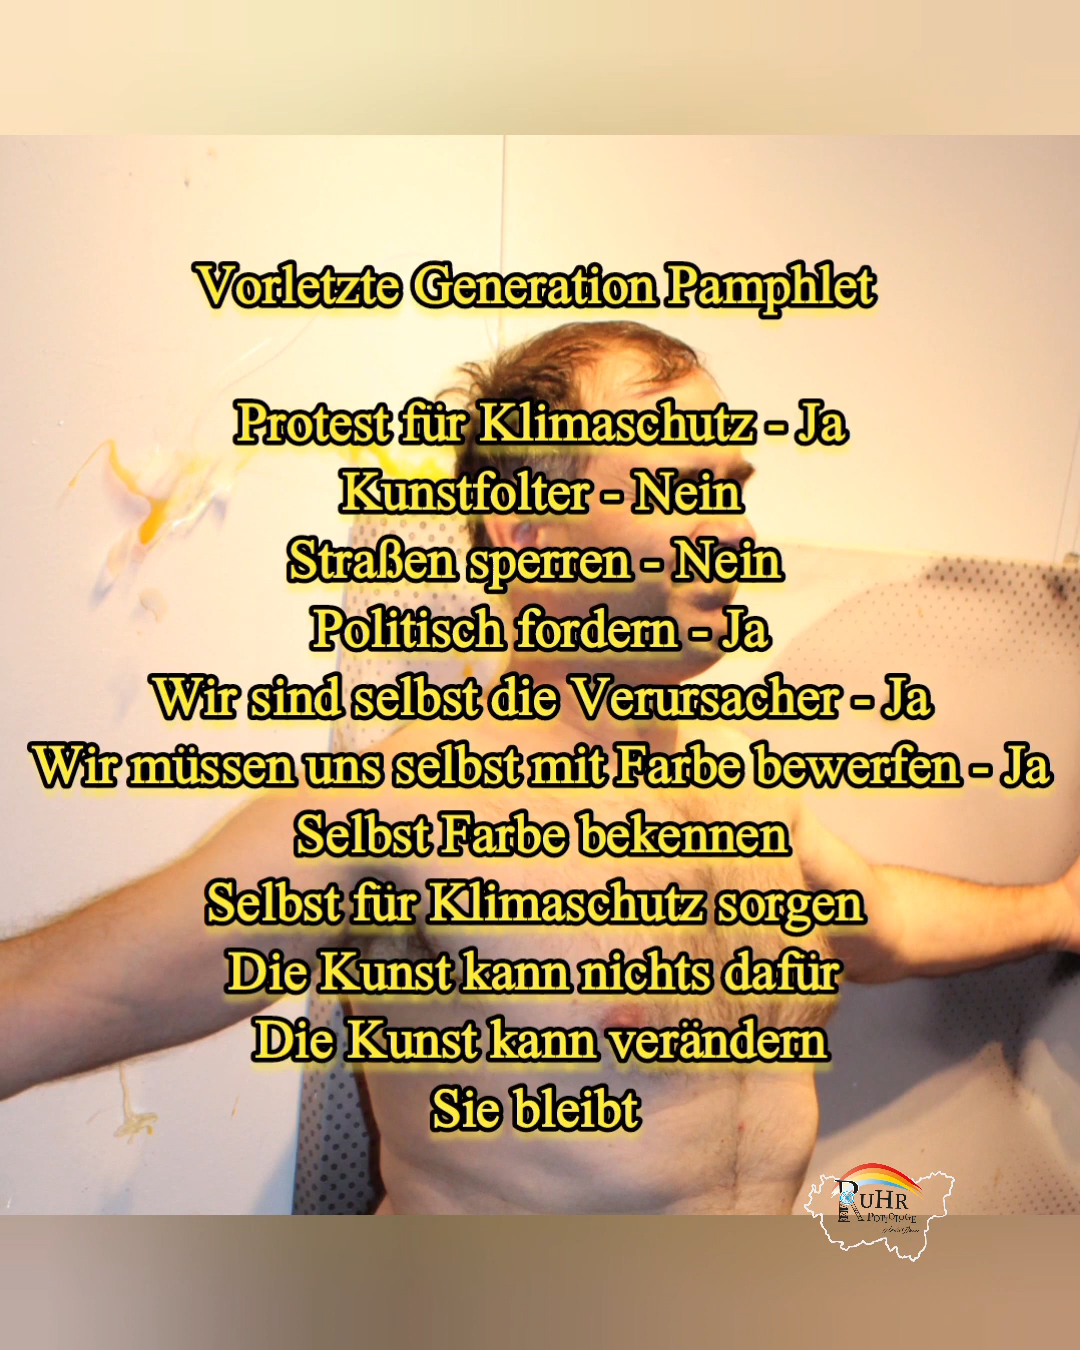 Vorletzte Generation Pamphlet
Protest für Klimaschutz - Ja
Kunstfolter - Nein
Straßen sperren - Nein
Politisch fordern - Ja
Wir sind selbst die Verursacher - Ja
Wir müssen uns selbst mit Farbe bewerfen - Ja
Selbst Farbe bekennen
Selbst für Klimaschutz sorgen
Die Kunst kann nichts dafür
Die Kunst kann verändern
Sie bleibt
RuHR
Potjologe